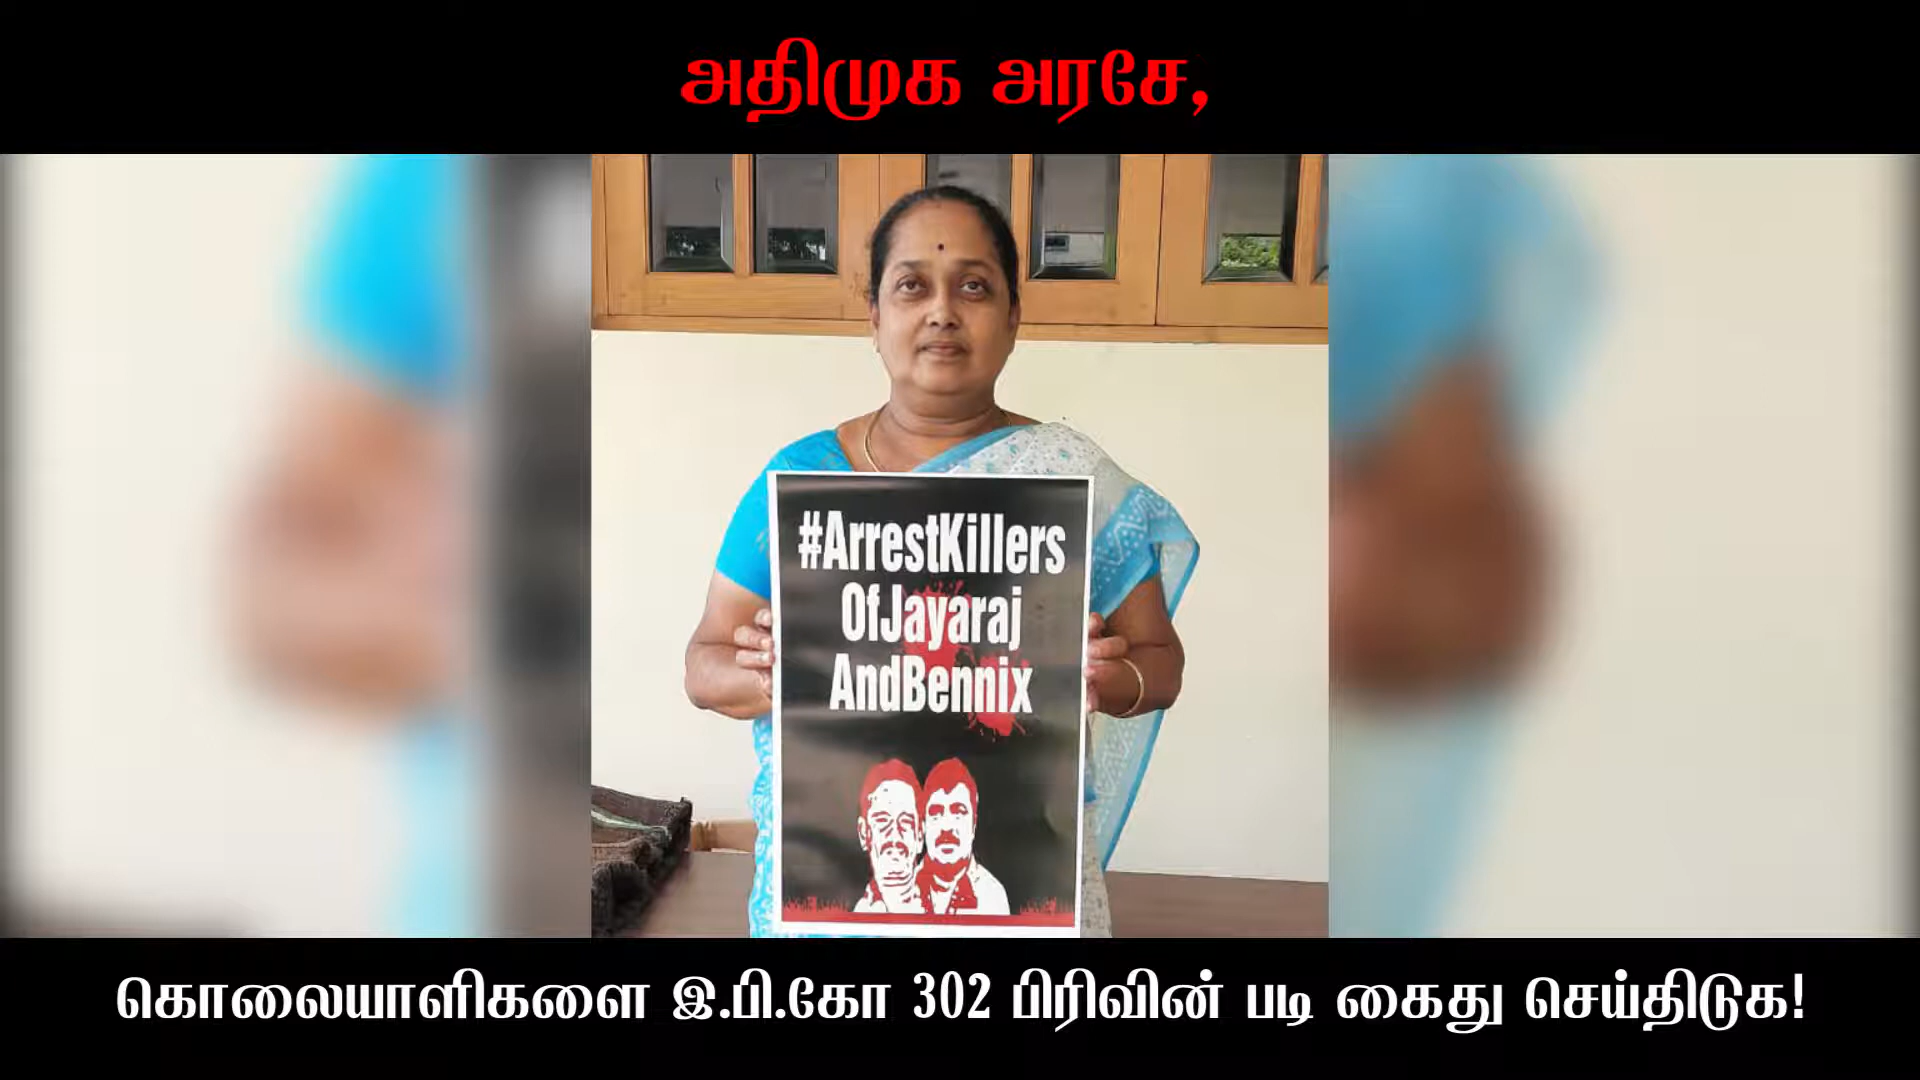 அதிமுக அரசே,
#ArrestKillers
OfJayaraj
AndBennix
கொலையாளிகளை இ.பி.கோ 302 பிரிவின் படி கைது செய்திடுக!